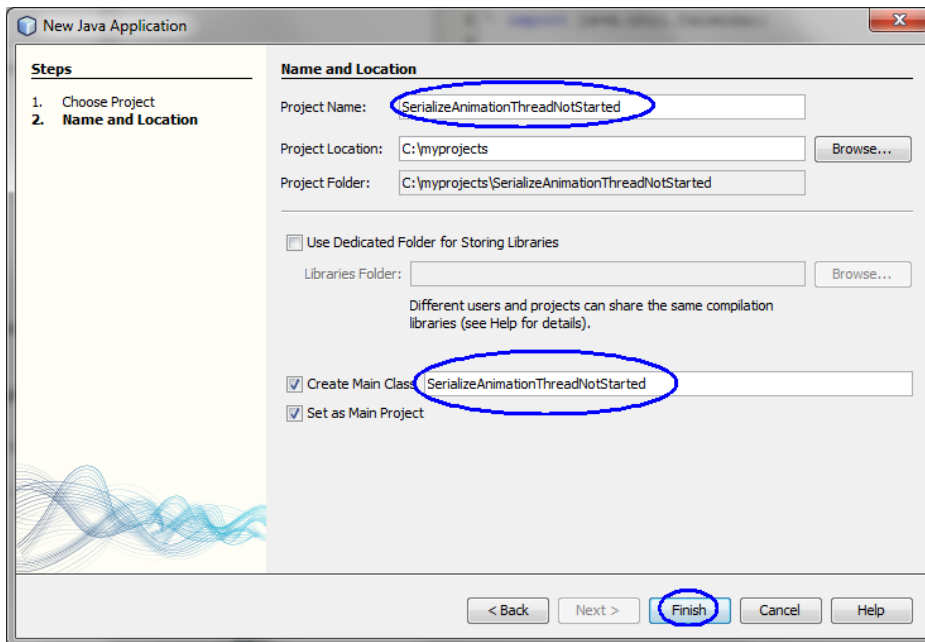 New Java Application
Steps
1. Choose Project
2. Name and Location
Name and Location
Project Name: SerializeAnimationThreadNotStarted
Project Location: C:\myprojects Browse...
Project Folder: C:\myprojects\SerializeAnimationThreadNotStarted
Use Dedicated Folder for Storing Libraries
Libraries Folder: Browse...
Different users and projects can share the same compilation
libraries (see Help for details).
Create Main Class SerializeAnimationThreadNotStarted
Set as Main Project
< Back Next > Finish Cancel Help